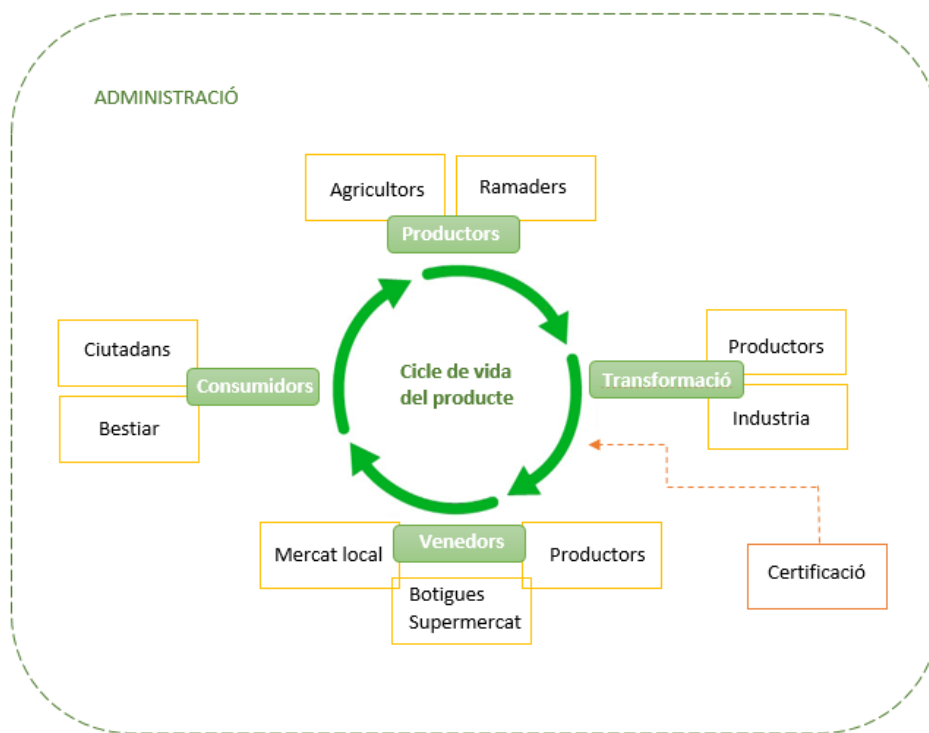 ADMINISTRACIÓ
Agricultors
Ramaders
Productors
Ciutadans
Consumidors
Bestiar
Cicle de vida
del producte
Productors
Transformació
Industria
Mercat local
Venedors
Productors
Botigues
Supermercat
Certificació